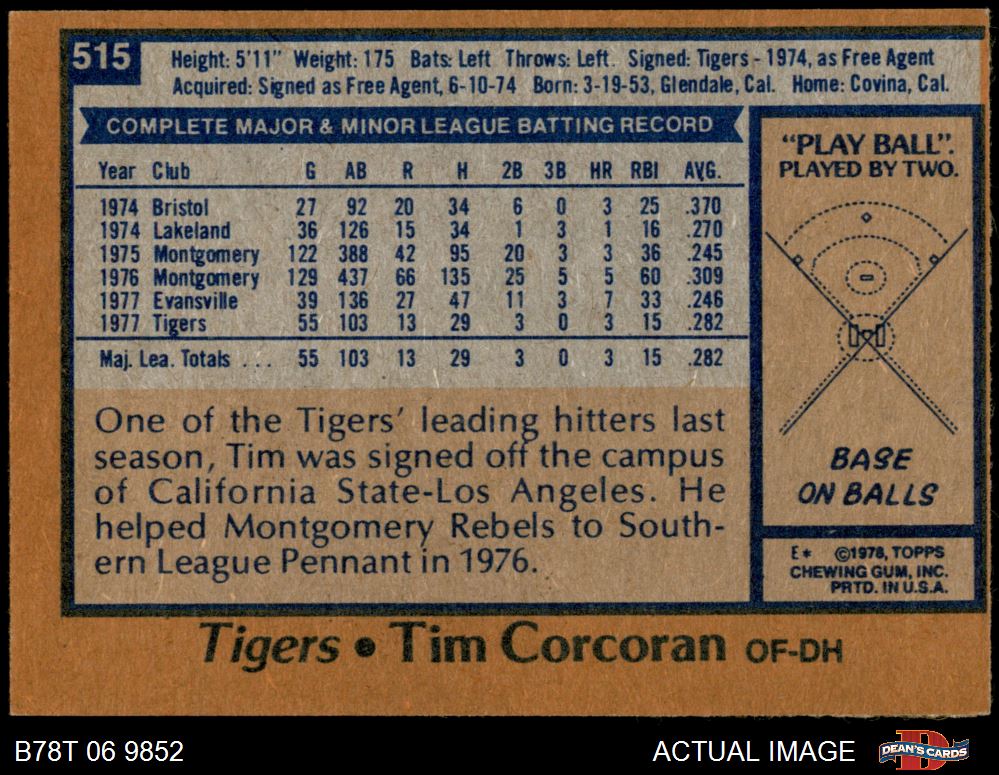 515
Height: 5'11" Weight: 175 Bats: Left Throws: Left. Signed: Tigers - 1974, as Free Agent
Acquired: Signed as Free Agent, 6-10-74 Born: 3-19-53, Glendale, Cal. Home: Covina, Cal.
COMPLETE MAJOR & MINOR LEAGUE BATTING RECORD
Year Club G AB R H 2B 3B HR RBI AVG.
1974 Bristol 27 92 20 34 6 0 3 25 .370
1974 Lakeland 36 126 15 34 1 3 1 16 .270
1975 Montgomery 122 388 42 95 20 3 3 36 .245
1976 Montgomery 129 437 66 135 25 5 5 60 .309
1977 Evansville 39 136 27 47 11 3 7 33 .246
1977 Tigers 55 103 13 29 3 0 3 15 .282
Maj. Lea. Totals ... 55 103 13 29 3 0 3 15 .282
One of the Tigers' leading hitters last
season, Tim was signed off the campus
of California State-Los Angeles. He
helped Montgomery Rebels to South-
ern League Pennant in 1976.
"PLAY BALL".
PLAYED BY TWO.
BASE
ON BALLS
E* ©1978, TOPPS
CHEWING GUM, INC.
PRTD. IN U.S.A.
Tigers • Tim Corcoran OF-DH
B78T 06 9852
ACTUAL IMAGE
D
DEAN'S CARDS